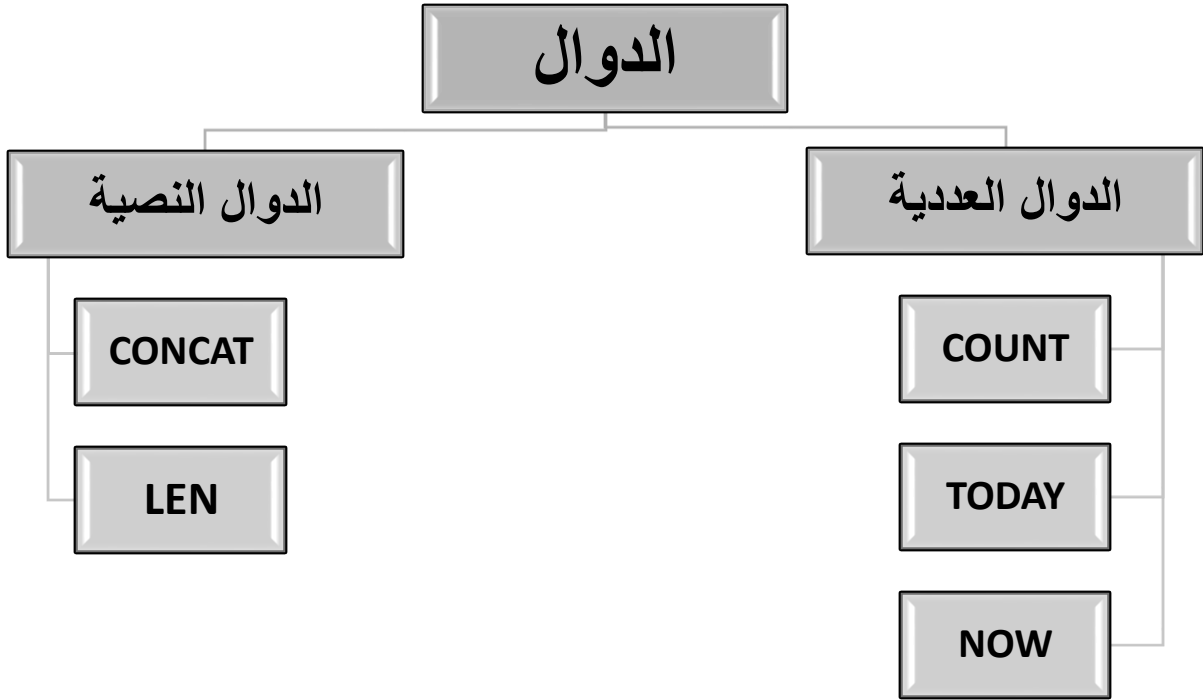 الدوال
الدوال العددية
COUNT
TODAY
NOW
الدوال النصية
CONCAT
LEN